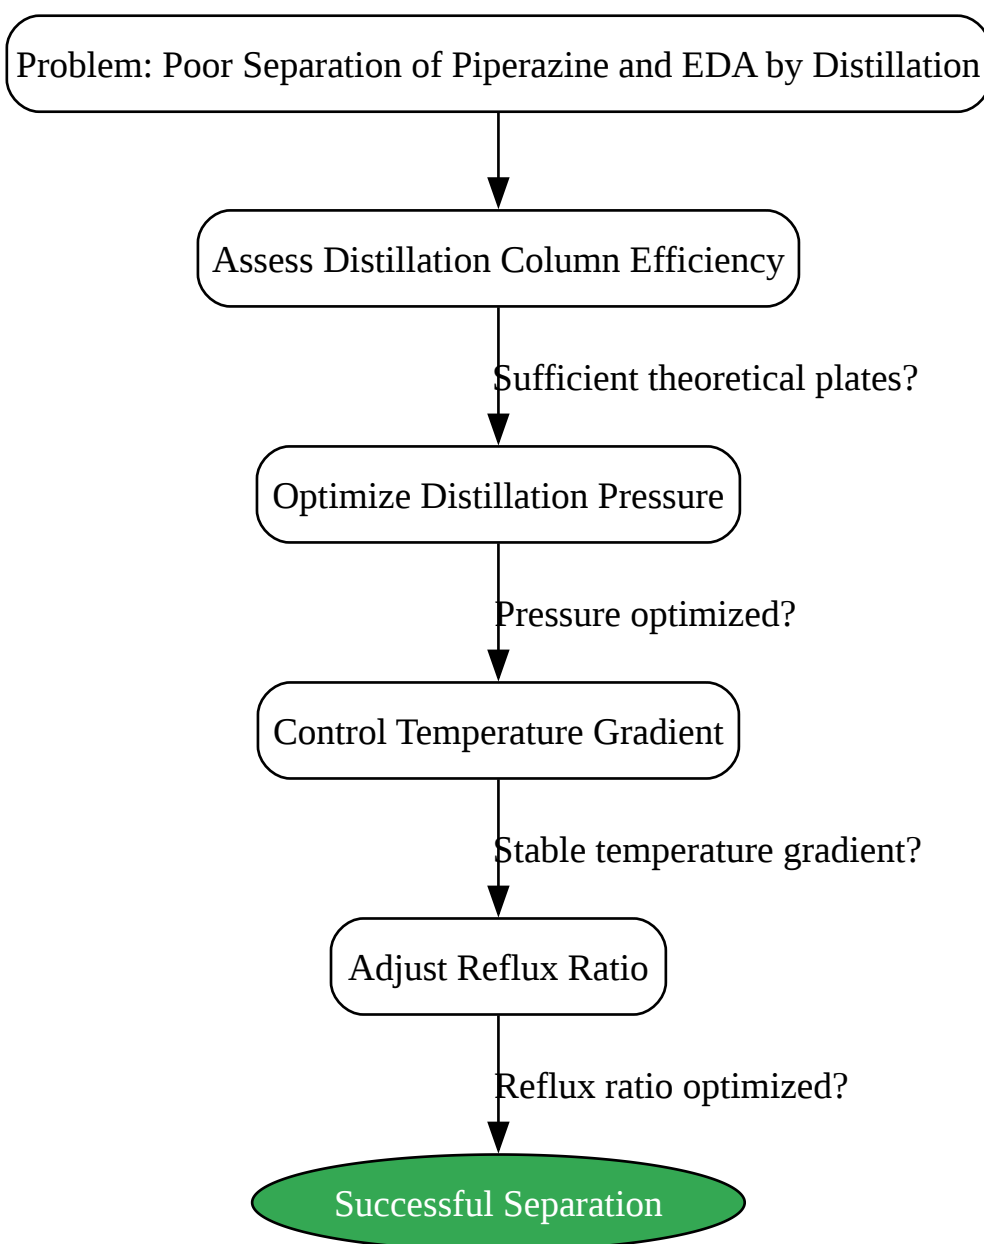 Problem: Poor Separation of Piperazine and EDA by Distillation
Assess Distillation Column Efficiency
Sufficient theoretical plates?
Optimize Distillation Pressure
Pressure optimized?
Control Temperature Gradient
Stable temperature gradient?
Adjust Reflux Ratio
Reflux ratio optimized?
Successful Separation